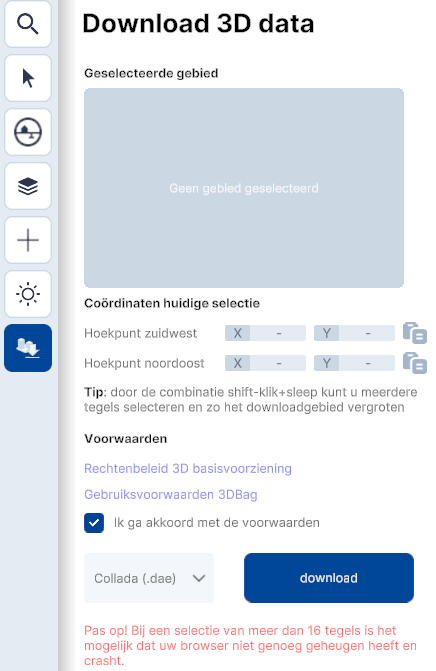 Download 3D data
Geselecteerde gebied
Geen gebied geselecteerd
Coördinaten huidige selectie
Hoekpunt zuidwest X - Y -
Hoekpunt noordoost X - Y -
Tip: door de combinatie shift-klik+sleep kunt u meerdere
tegels selecteren en zo het downloadgebied vergroten
Voorwaarden
Rechtenbeleid 3D basisvoorziening
Gebruiksvoorwaarden 3DBag
Ik ga akkoord met de voorwaarden
Collada (.dae) download
Pas op! Bij een selectie van meer dan 16 tegels is het
mogelijk dat uw browser niet genoeg geheugen heeft en
crasht.